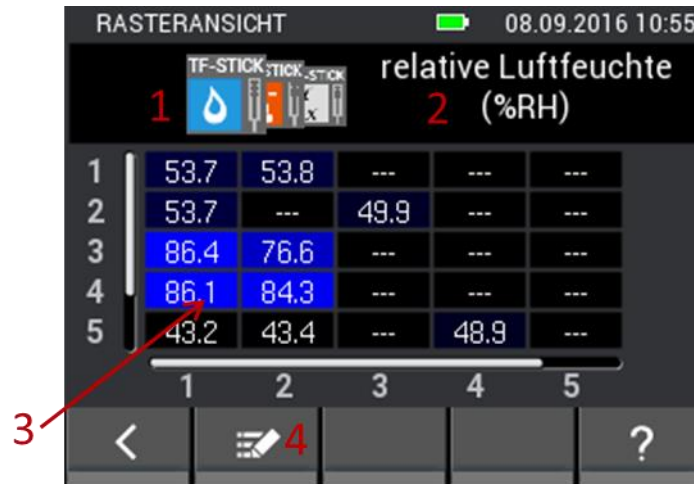 RASTERANSICHT 08.09.2016 10:55
TF-STICK STICK -STICK relative Luftfeuchte
1 x 2 (%RH)
1 53.7 53.8 --- --- ---
2 53.7 --- 49.9 --- ---
3 86.4 76.6 --- --- ---
4 86.1 84.3 --- --- ---
5 43.2 43.4 --- 48.9 ---
1 2 3 4 5
3 < 4 ?